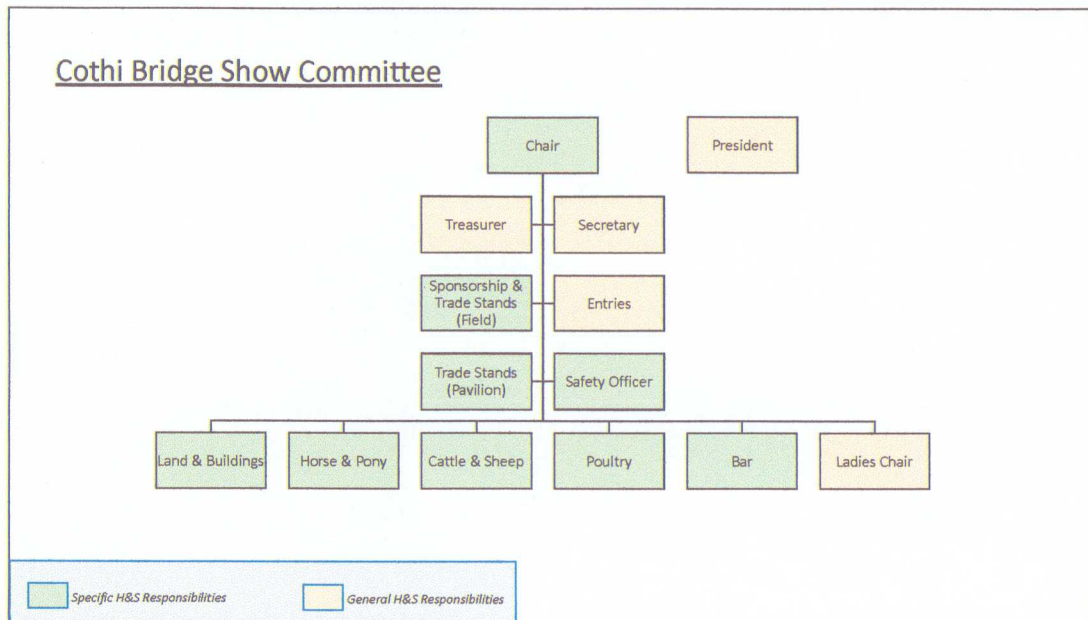 Cothi Bridge Show Committee
Chair
President
Treasurer
Secretary
Sponsorship &
Trade Stands
(Field)
Entries
Trade Stands
(Pavilion)
Safety Officer
Land & Buildings
Horse & Pony
Cattle & Sheep
Poultry
Bar
Ladies Chair
Specific H&S Responsibilities
General H&S Responsibilities